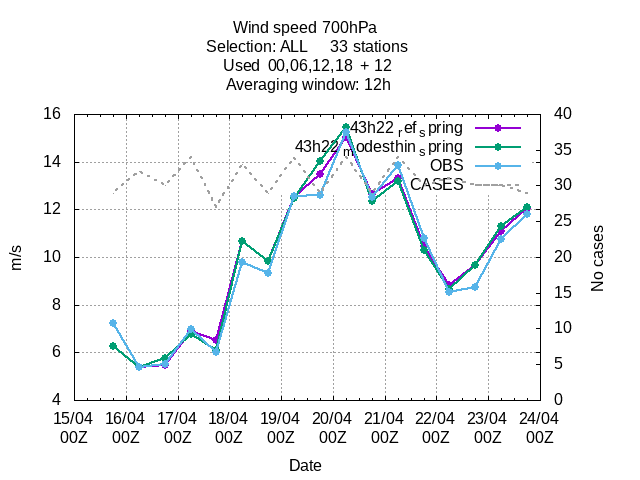 Wind speed 700hPa
Selection: ALL 33 stations
Used 00,06,12,18 + 12
Averaging window: 12h
16
14
12
10
8
6
4
m/s
40
35
30
25
20
15
10
5
0
No cases
43h22_ref_spring
43h22_modesthin_spring
OBS
CASES
15/04 16/04 17/04 18/04 19/04 20/04 21/04 22/04 23/04 24/04
00Z 00Z 00Z 00Z 00Z 00Z 00Z 00Z 00Z 00Z
Date